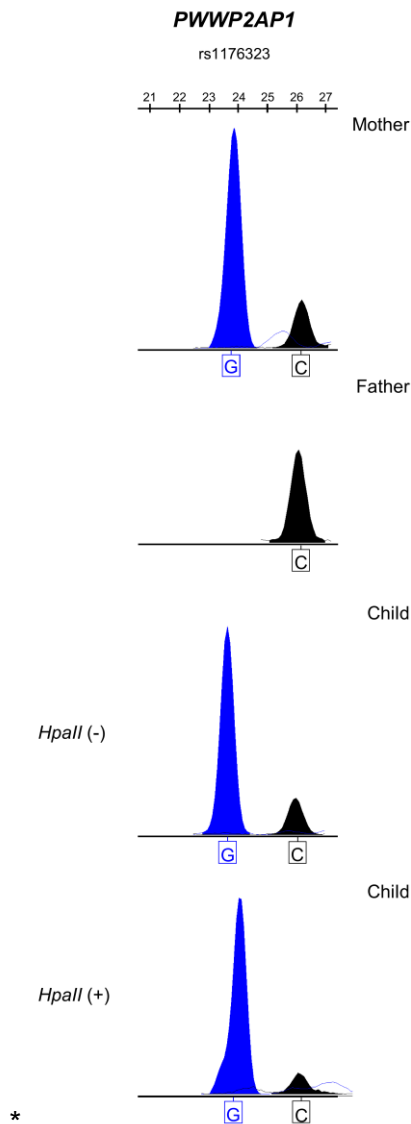 PWWP2AP1
rs1176323
21 22 23 24 25 26 27
Mother
G C
Father
C
Child
HpaII (-)
G C
Child
HpaII (+)
G C
*